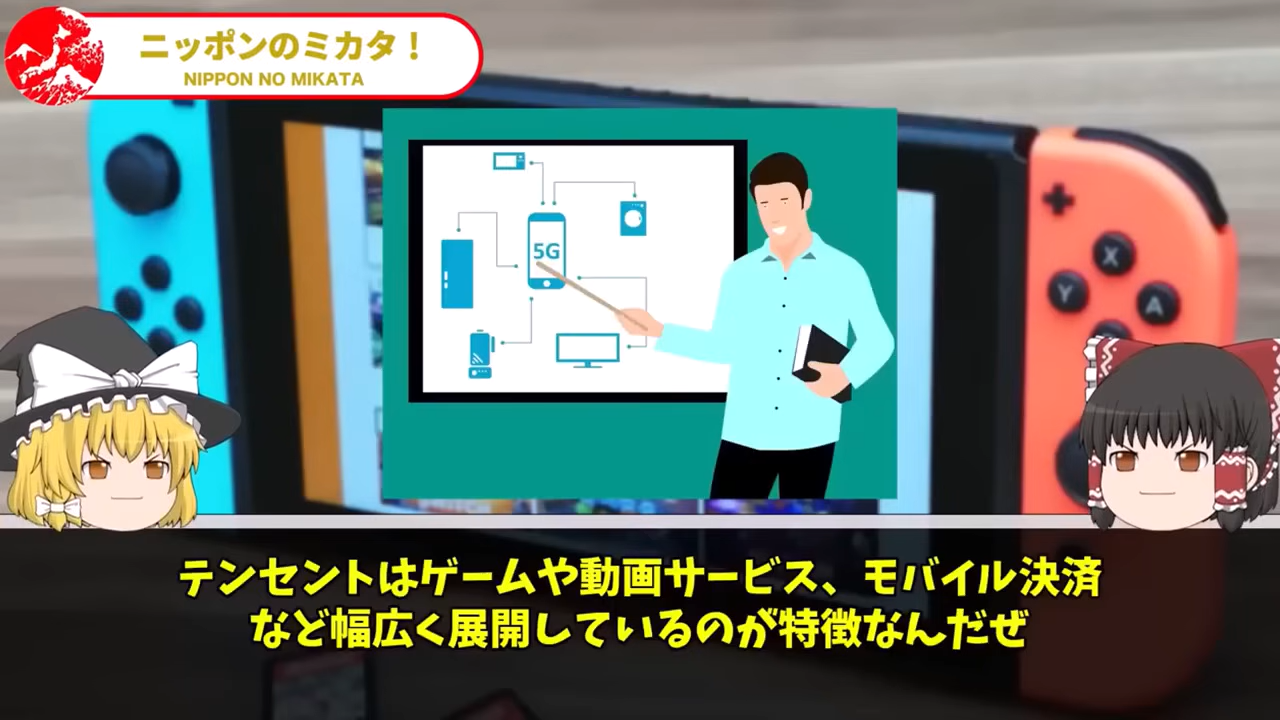 ニッポンのミカタ！
NIPPON NO MIKATA
5G
X
Y
A
テンセントはゲームや動画サービス、モバイル決済
など幅広く展開しているのが特徴なんだぜ